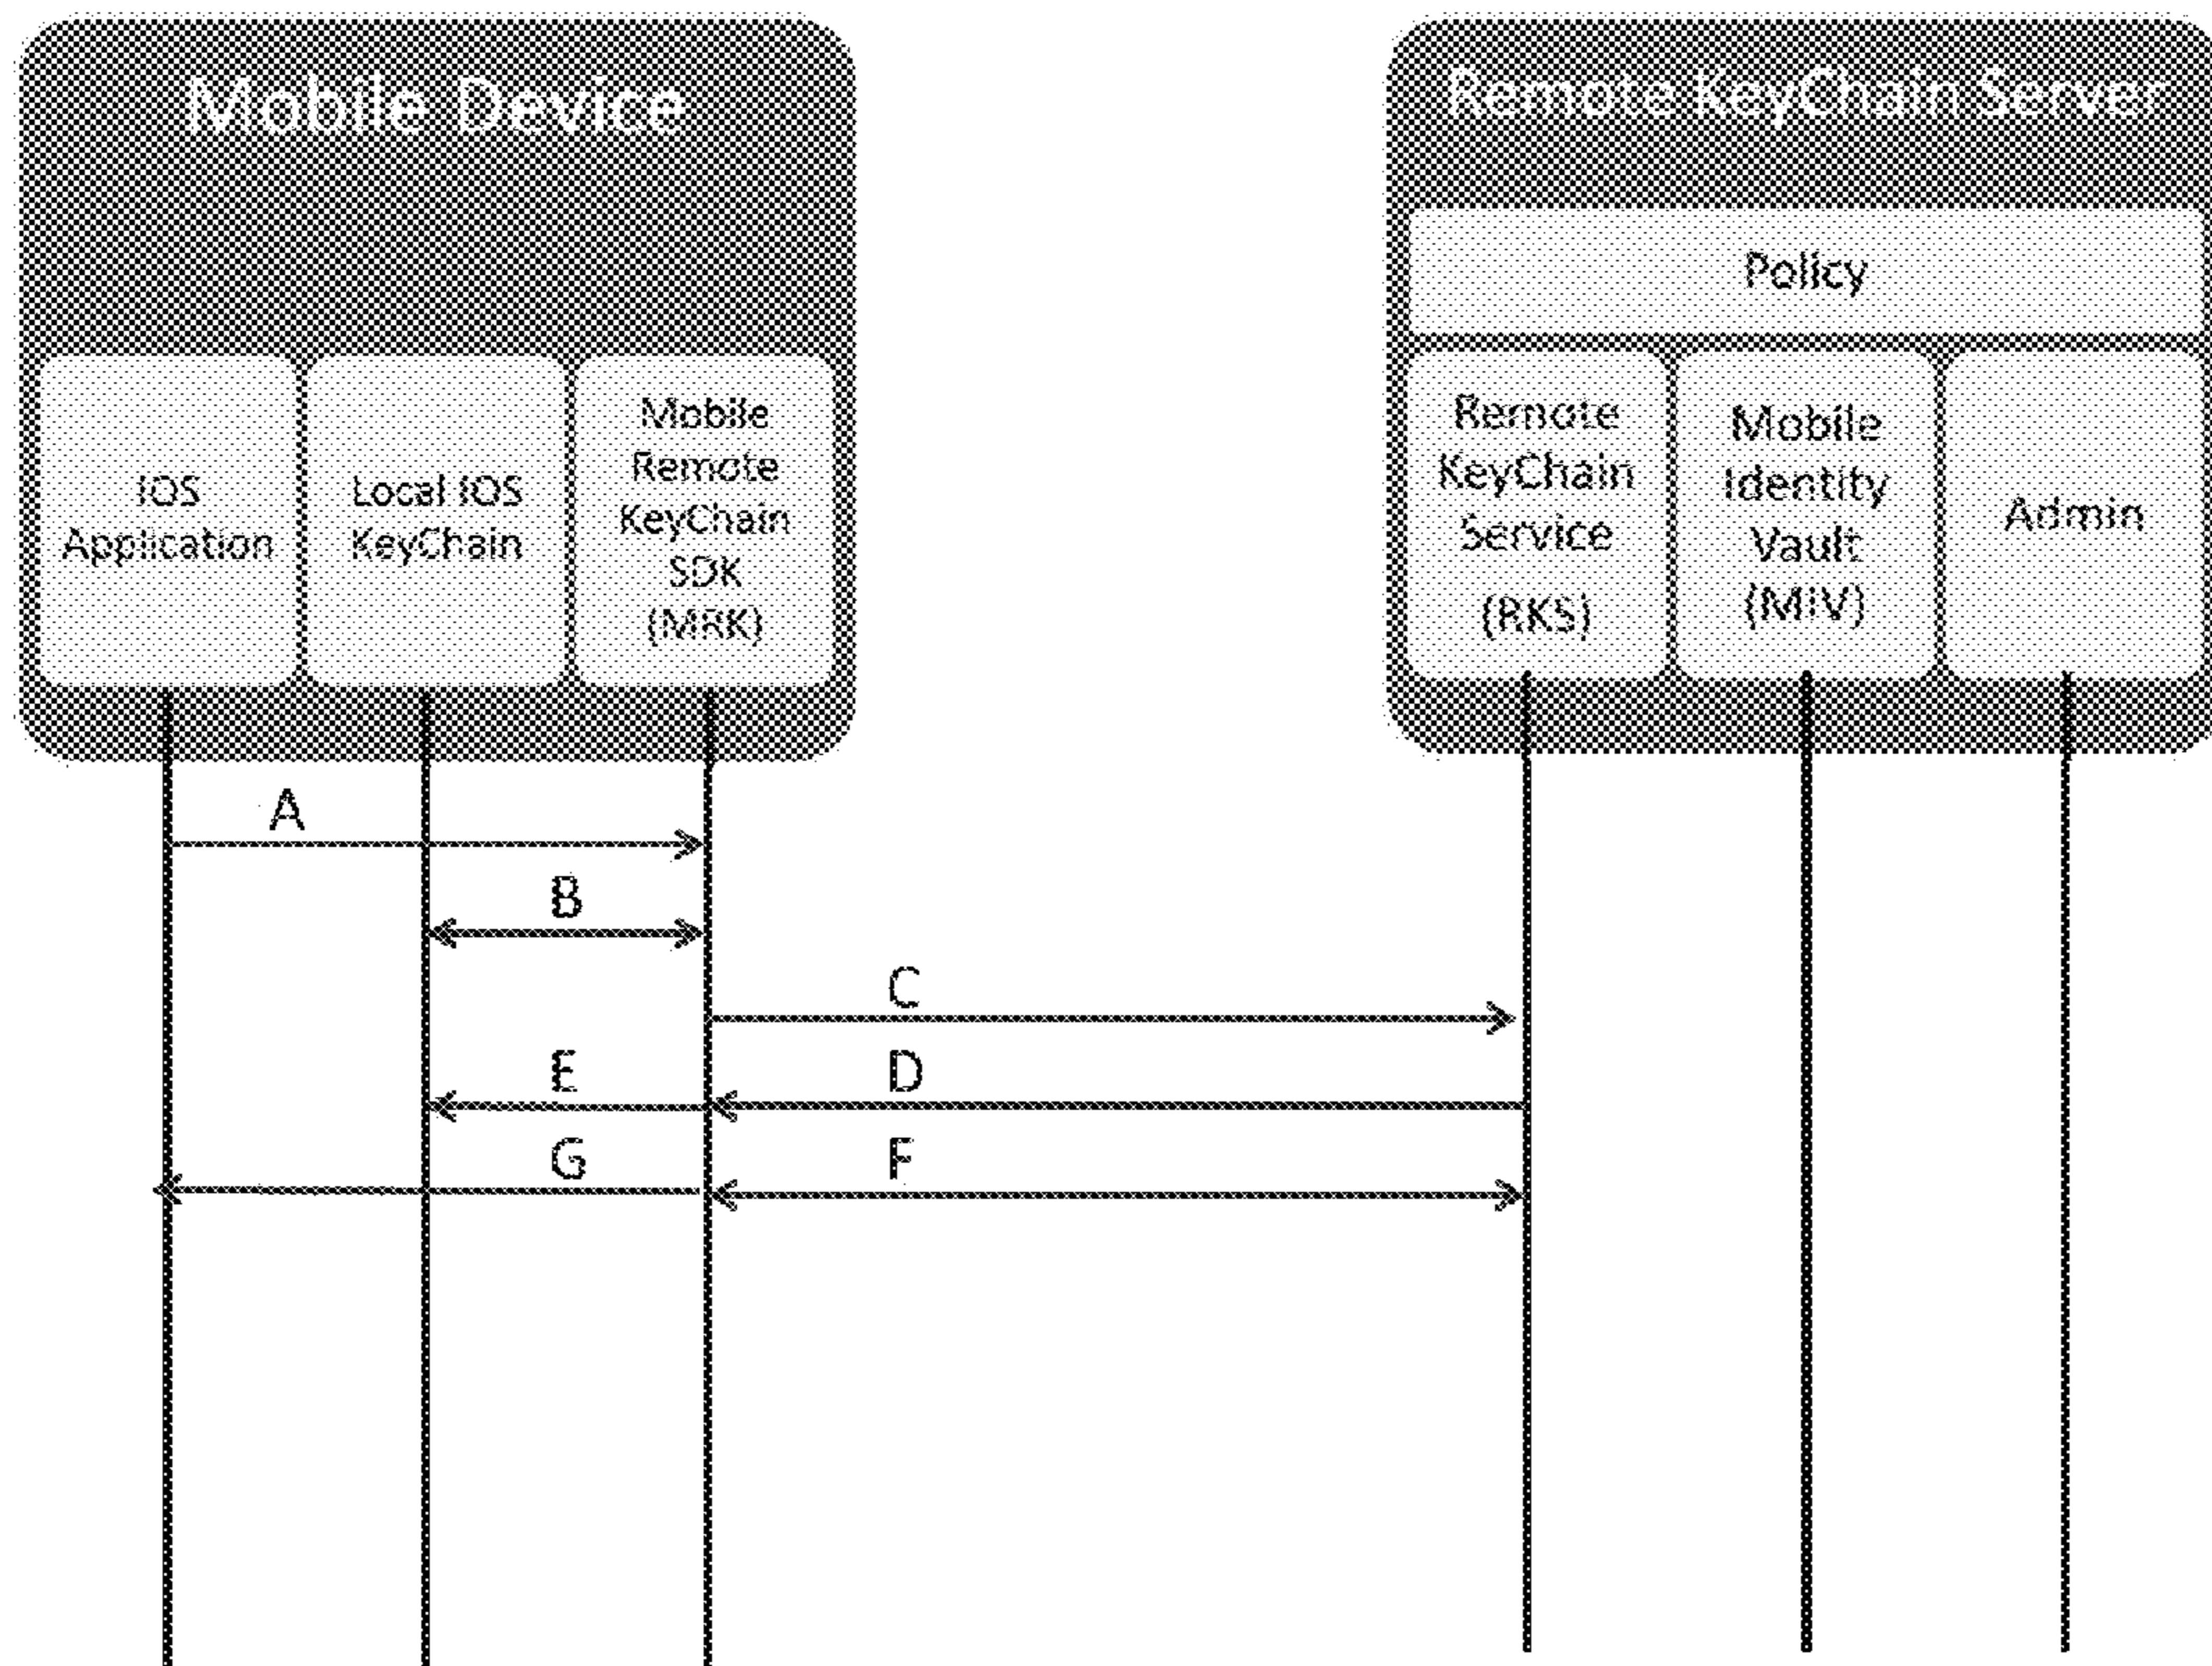 Mobile Device
IOS
Application
Local IOS
KeyChain
Mobile
Remote
KeyChain
SDK
(MRK)
Remote KeyChain Server
Policy
Remote
KeyChain
Service
(RKS)
Mobile
Identity
Vault
(MIV)
Admin
A
B
C
E
D
G
F